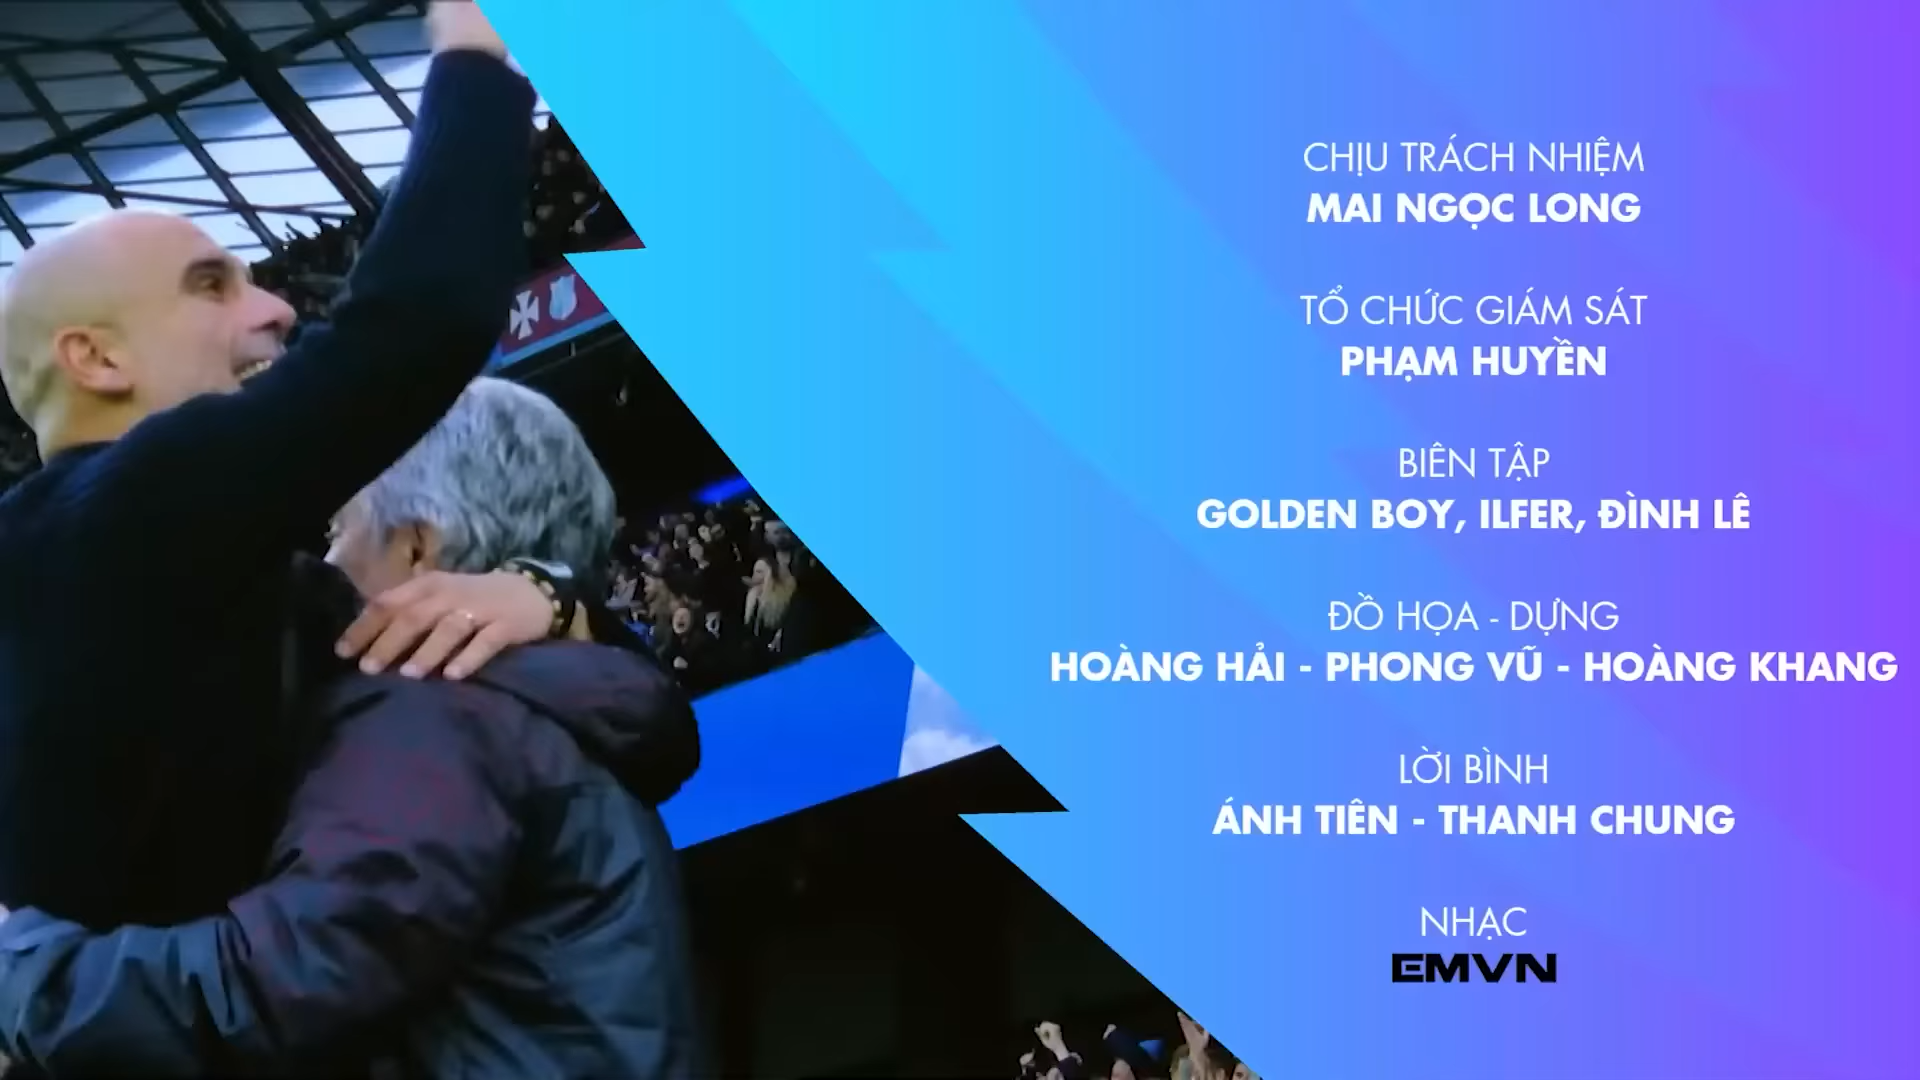 CHỊU TRÁCH NHIỆM
MAI NGỌC LONG
TỔ CHỨC GIÁM SÁT
PHẠM HUYỀN
BIÊN TẬP
GOLDEN BOY, ILFER, ĐÌNH LÊ
ĐỒ HỌA - DỰNG
HOÀNG HẢI - PHONG VŨ - HOÀNG KHANG
LỜI BÌNH
ÁNH TIÊN - THANH CHUNG
NHẠC
EMVN